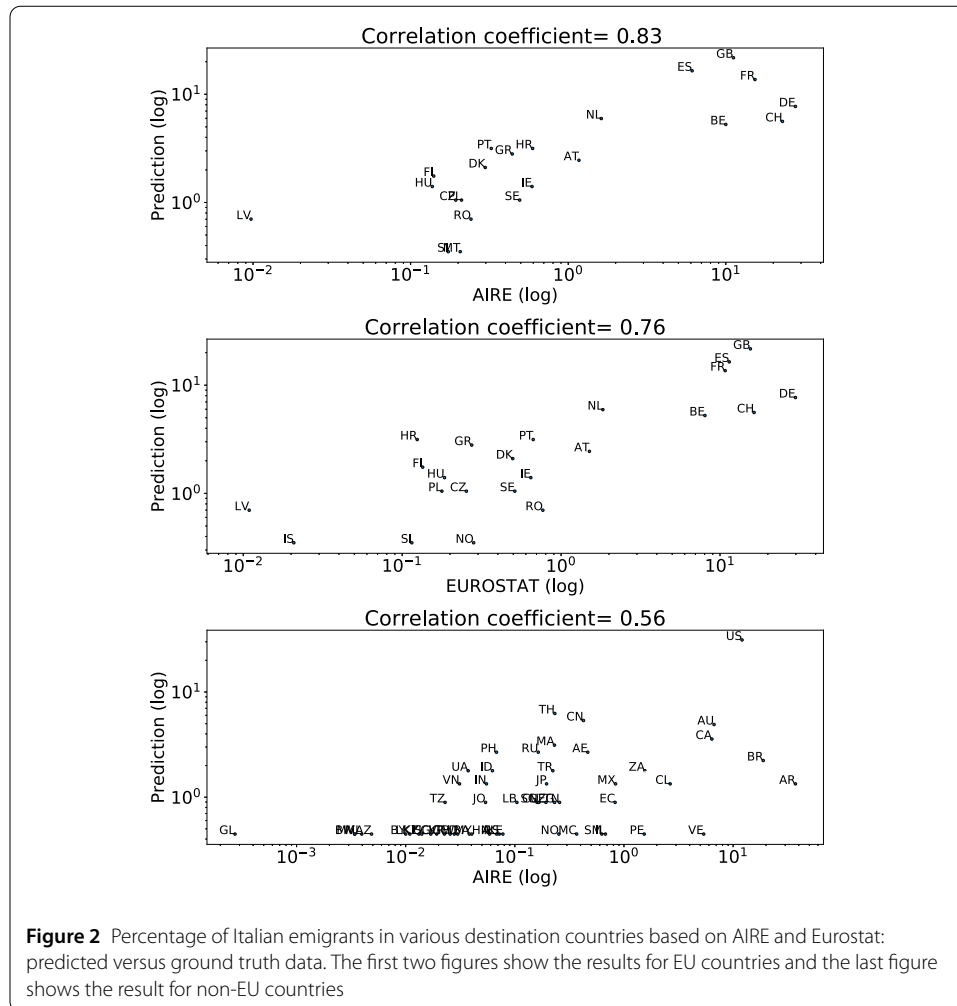 Correlation coefficient= 0.83
Prediction (log)
10^1
10^0
GB
ES
FR
DE
CH
BE
NL
PT
GR
HR
AT
DK
FI
HU
IE
CZ
SE
LV
RO
MT
10^-2
10^-1
10^0
10^1
AIRE (log)
Correlation coefficient= 0.76
Prediction (log)
10^1
10^0
GB
ES
FR
DE
CH
BE
NL
HR
GR
PT
AT
DK
FI
HU
IE
PL
CZ
SE
LV
RO
IS
SI
NO
10^-2
10^-1
10^0
10^1
EUROSTAT (log)
Correlation coefficient= 0.56
Prediction (log)
10^1
10^0
US
TH
CN
AU
CA
MA
PH
RU
AE
BR
UA
ID
TR
ZA
VN
IN
JP
MX
CL
AR
TZ
JO
LB
EC
GL
NO
MC
PE
VE
10^-3
10^-2
10^-1
10^0
10^1
AIRE (log)
Figure 2 Percentage of Italian emigrants in various destination countries based on AIRE and Eurostat:
predicted versus ground truth data. The first two figures show the results for EU countries and the last figure
shows the result for non-EU countries